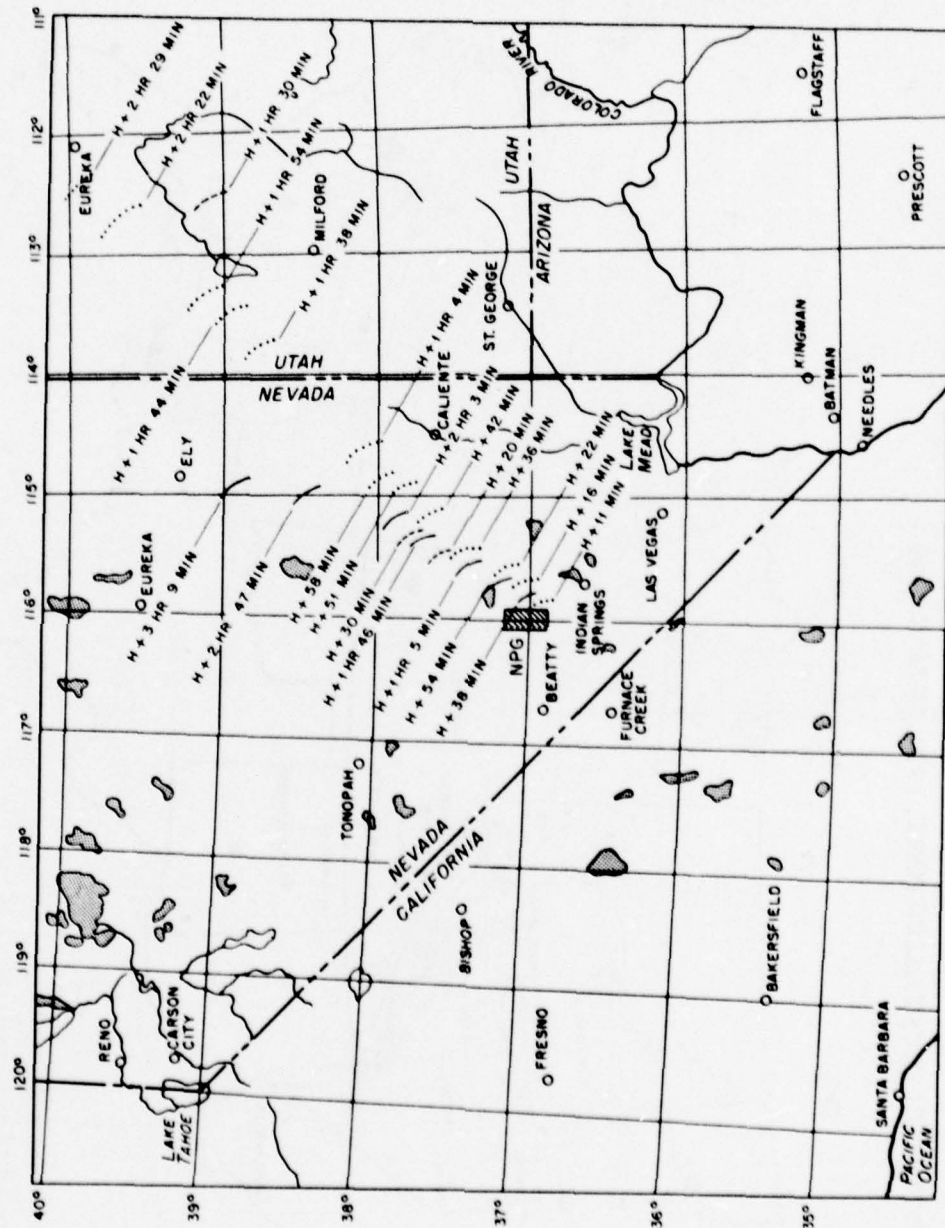 40°
39°
38°
37°
36°
35°
120°
119°
118°
117°
116°
115°
114°
113°
112°
111°
RENO
CARSON
CITY
LAKE
TAHOE
TONOPAH
BISHOP
FRESNO
NEVADA
CALIFORNIA
BAKERSFIELD
SANTA BARBARA
PACIFIC
OCEAN
EUREKA
ELY
H + 3 HR 9 MIN
H + 2 HR 47 MIN
H + 58 MIN
H + 51 MIN
H + 30 MIN
H + 1 HR 46 MIN
H + 1 HR 5 MIN
H + 54 MIN
H + 38 MIN
NPG
BEATTY
INDIAN
SPRINGS
FURNACE
CREEK
LAS VEGAS
UTAH
NEVADA
CALIENTE
ST. GEORGE
H + 1 HR 44 MIN
H + 1 HR 4 MIN
H + 2 HR 3 MIN
H + 42 MIN
H + 20 MIN
H + 36 MIN
H + 22 MIN
H + 16 MIN
H + 11 MIN
LAKE
MEAD
KINGMAN
BATMAN
NEEDLES
EUREKA
H + 2 HR 29 MIN
H + 2 HR 22 MIN
H + 1 HR 30 MIN
H + 1 HR 54 MIN
H + 1 HR 38 MIN
MILFORD
UTAH
ARIZONA
COLORADO
RIVER
FLAGSTAFF
PRESCOTT